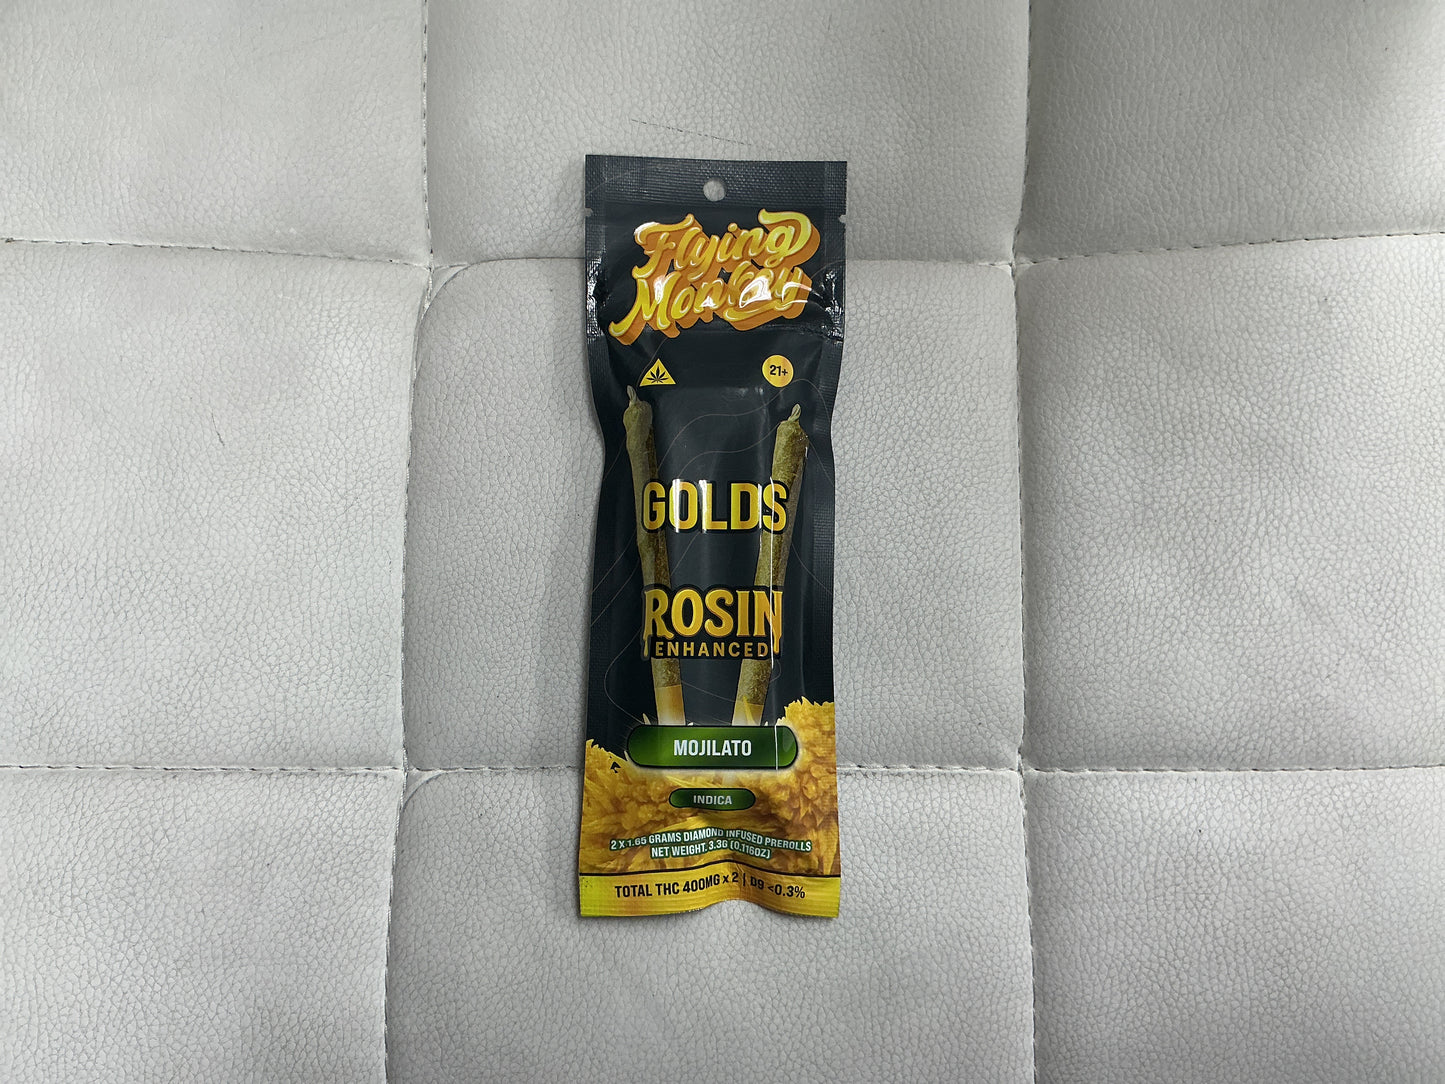 Flying
Monkey
21+
GOLDS
ROSIN
ENHANCED
MOJILATO
INDICA
2 X 1.65 GRAMS DIAMOND INFUSED PREROLLS
NET WEIGHT. 3.3G (0.116OZ)
TOTAL THC 400MG x 2 | D9 <0.3%